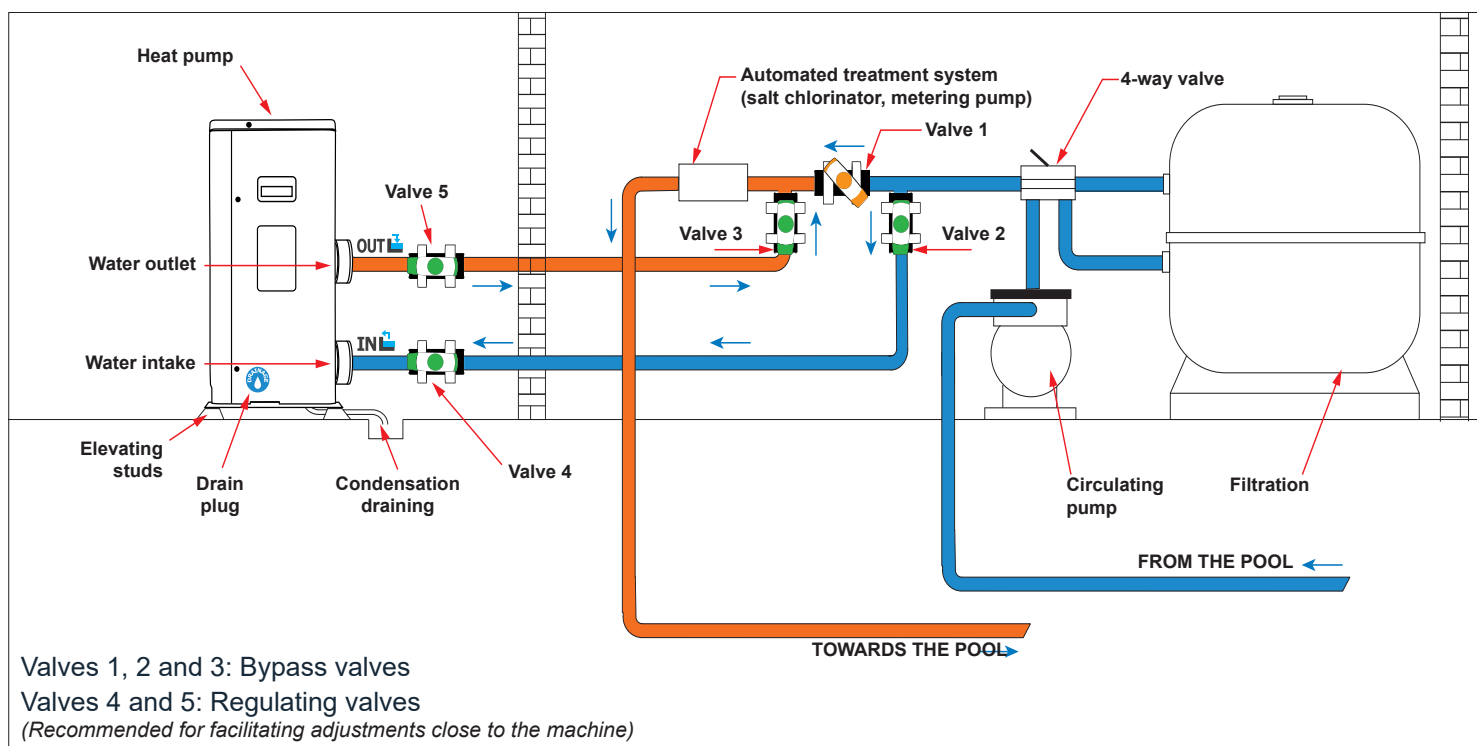 Heat pump
Automated treatment system
(salt chlorinator, metering pump)
4-way valve
Valve 1
Valve 5
Valve 3
Valve 2
OUT
Water outlet
IN
Water intake
Elevating
studs
Drain
plug
Condensation
draining
Valve 4
Circulating
pump
Filtration
FROM THE POOL
TOWARDS THE POOL
Valves 1, 2 and 3: Bypass valves
Valves 4 and 5: Regulating valves
(Recommended for facilitating adjustments close to the machine)